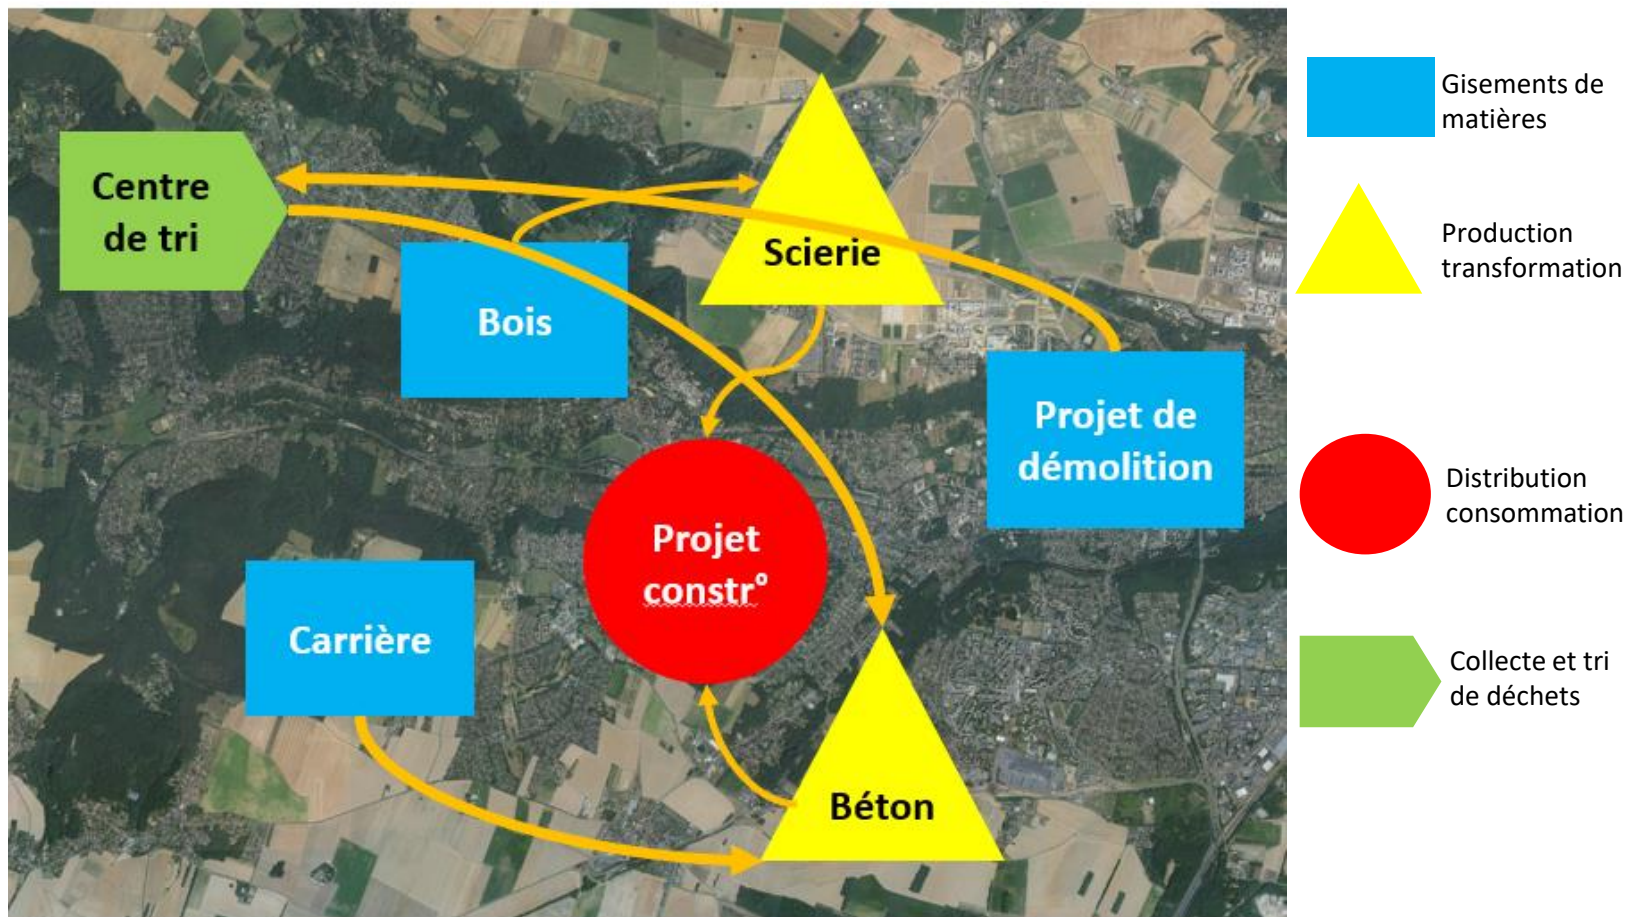 Centre
de tri
Bois
Scierie
Projet de
démolition
Projet
constr°
Carrière
Béton
Gisements de
matières
Production
transformation
Distribution
consommation
Collecte et tri
de déchets